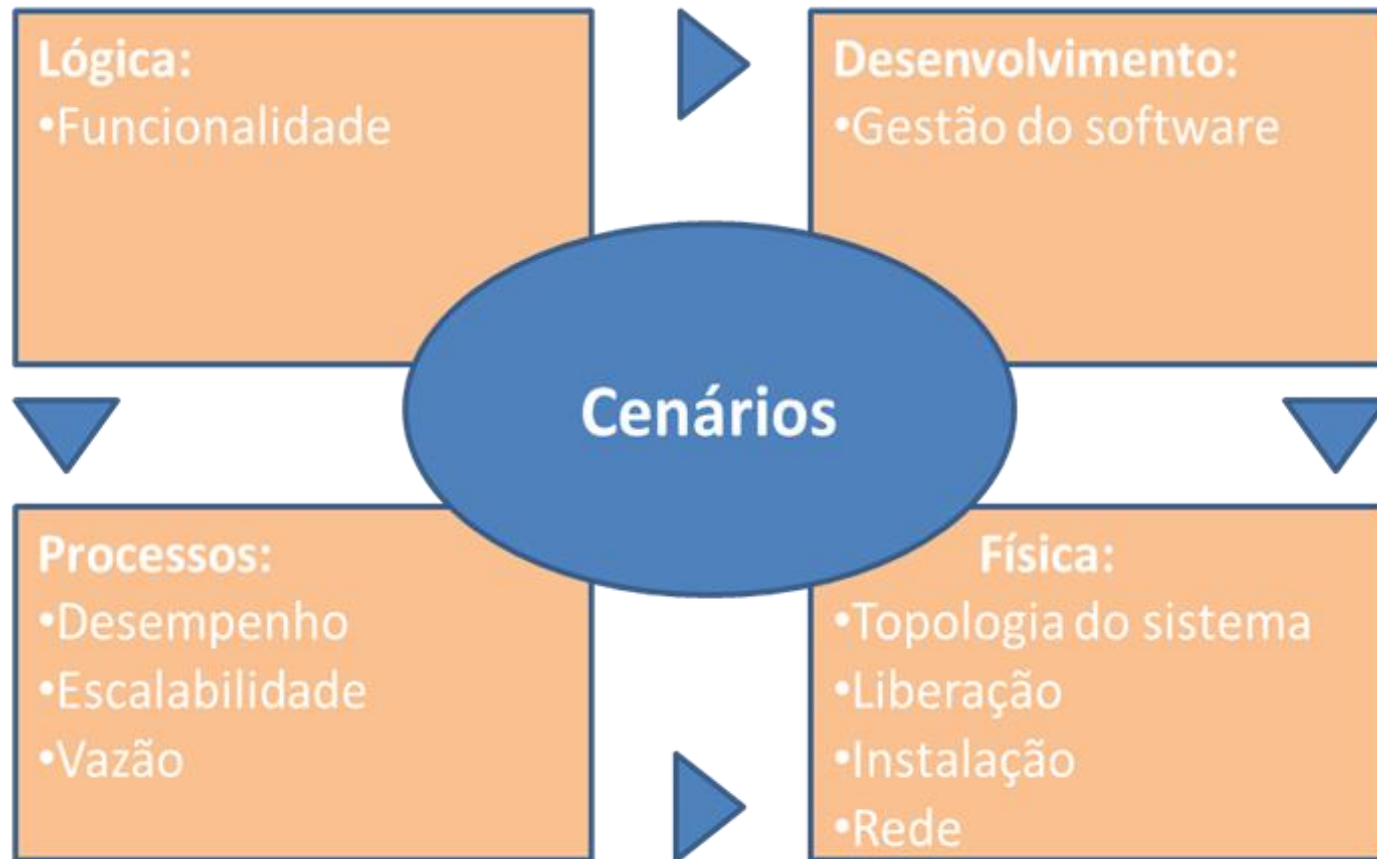 Lógica:
•Funcionalidade
Desenvolvimento:
•Gestão do software
Cenários
Processos:
•Desempenho
•Escalabilidade
•Vazão
Física:
•Topologia do sistema
•Liberação
•Instalação
•Rede